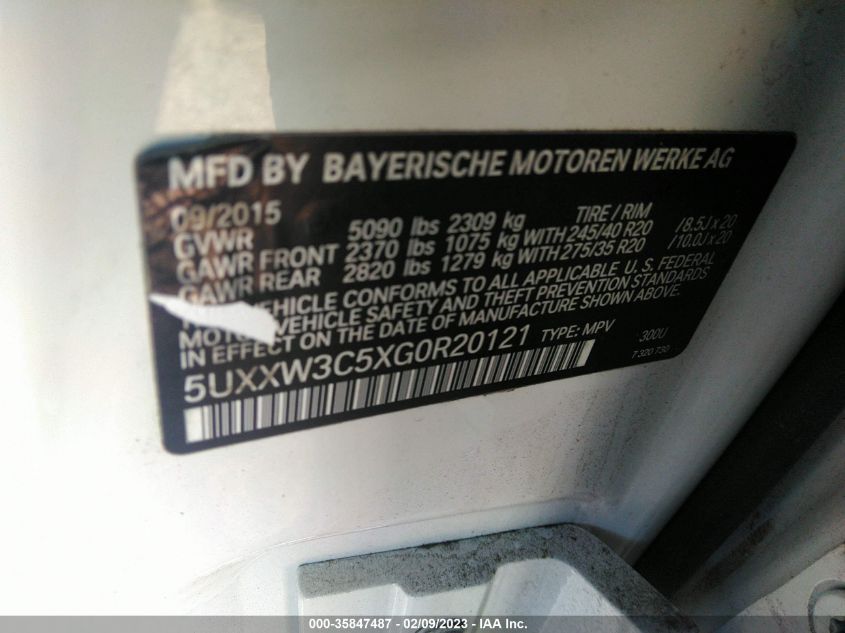 MFD BY BAYERISCHE MOTOREN WERKE AG
09/2015 TIRE / RIM
GVWR 5090 lbs 2309 kg
GAWR FRONT 2370 lbs 1075 kg WITH 245/40 R20 /8.5J x 20
GAWR REAR 2820 lbs 1279 kg WITH 275/35 R20 /10.0J x 20
VEHICLE CONFORMS TO ALL APPLICABLE U. S. FEDERAL
MOTOR VEHICLE SAFETY AND THEFT PREVENTION STANDARDS
IN EFFECT ON THE DATE OF MANUFACTURE SHOWN ABOVE.
5UXXW3C5XG0R20121 TYPE: MPV 300U
T320 T30
000-35847487 - 02/09/2023 - IAA Inc.